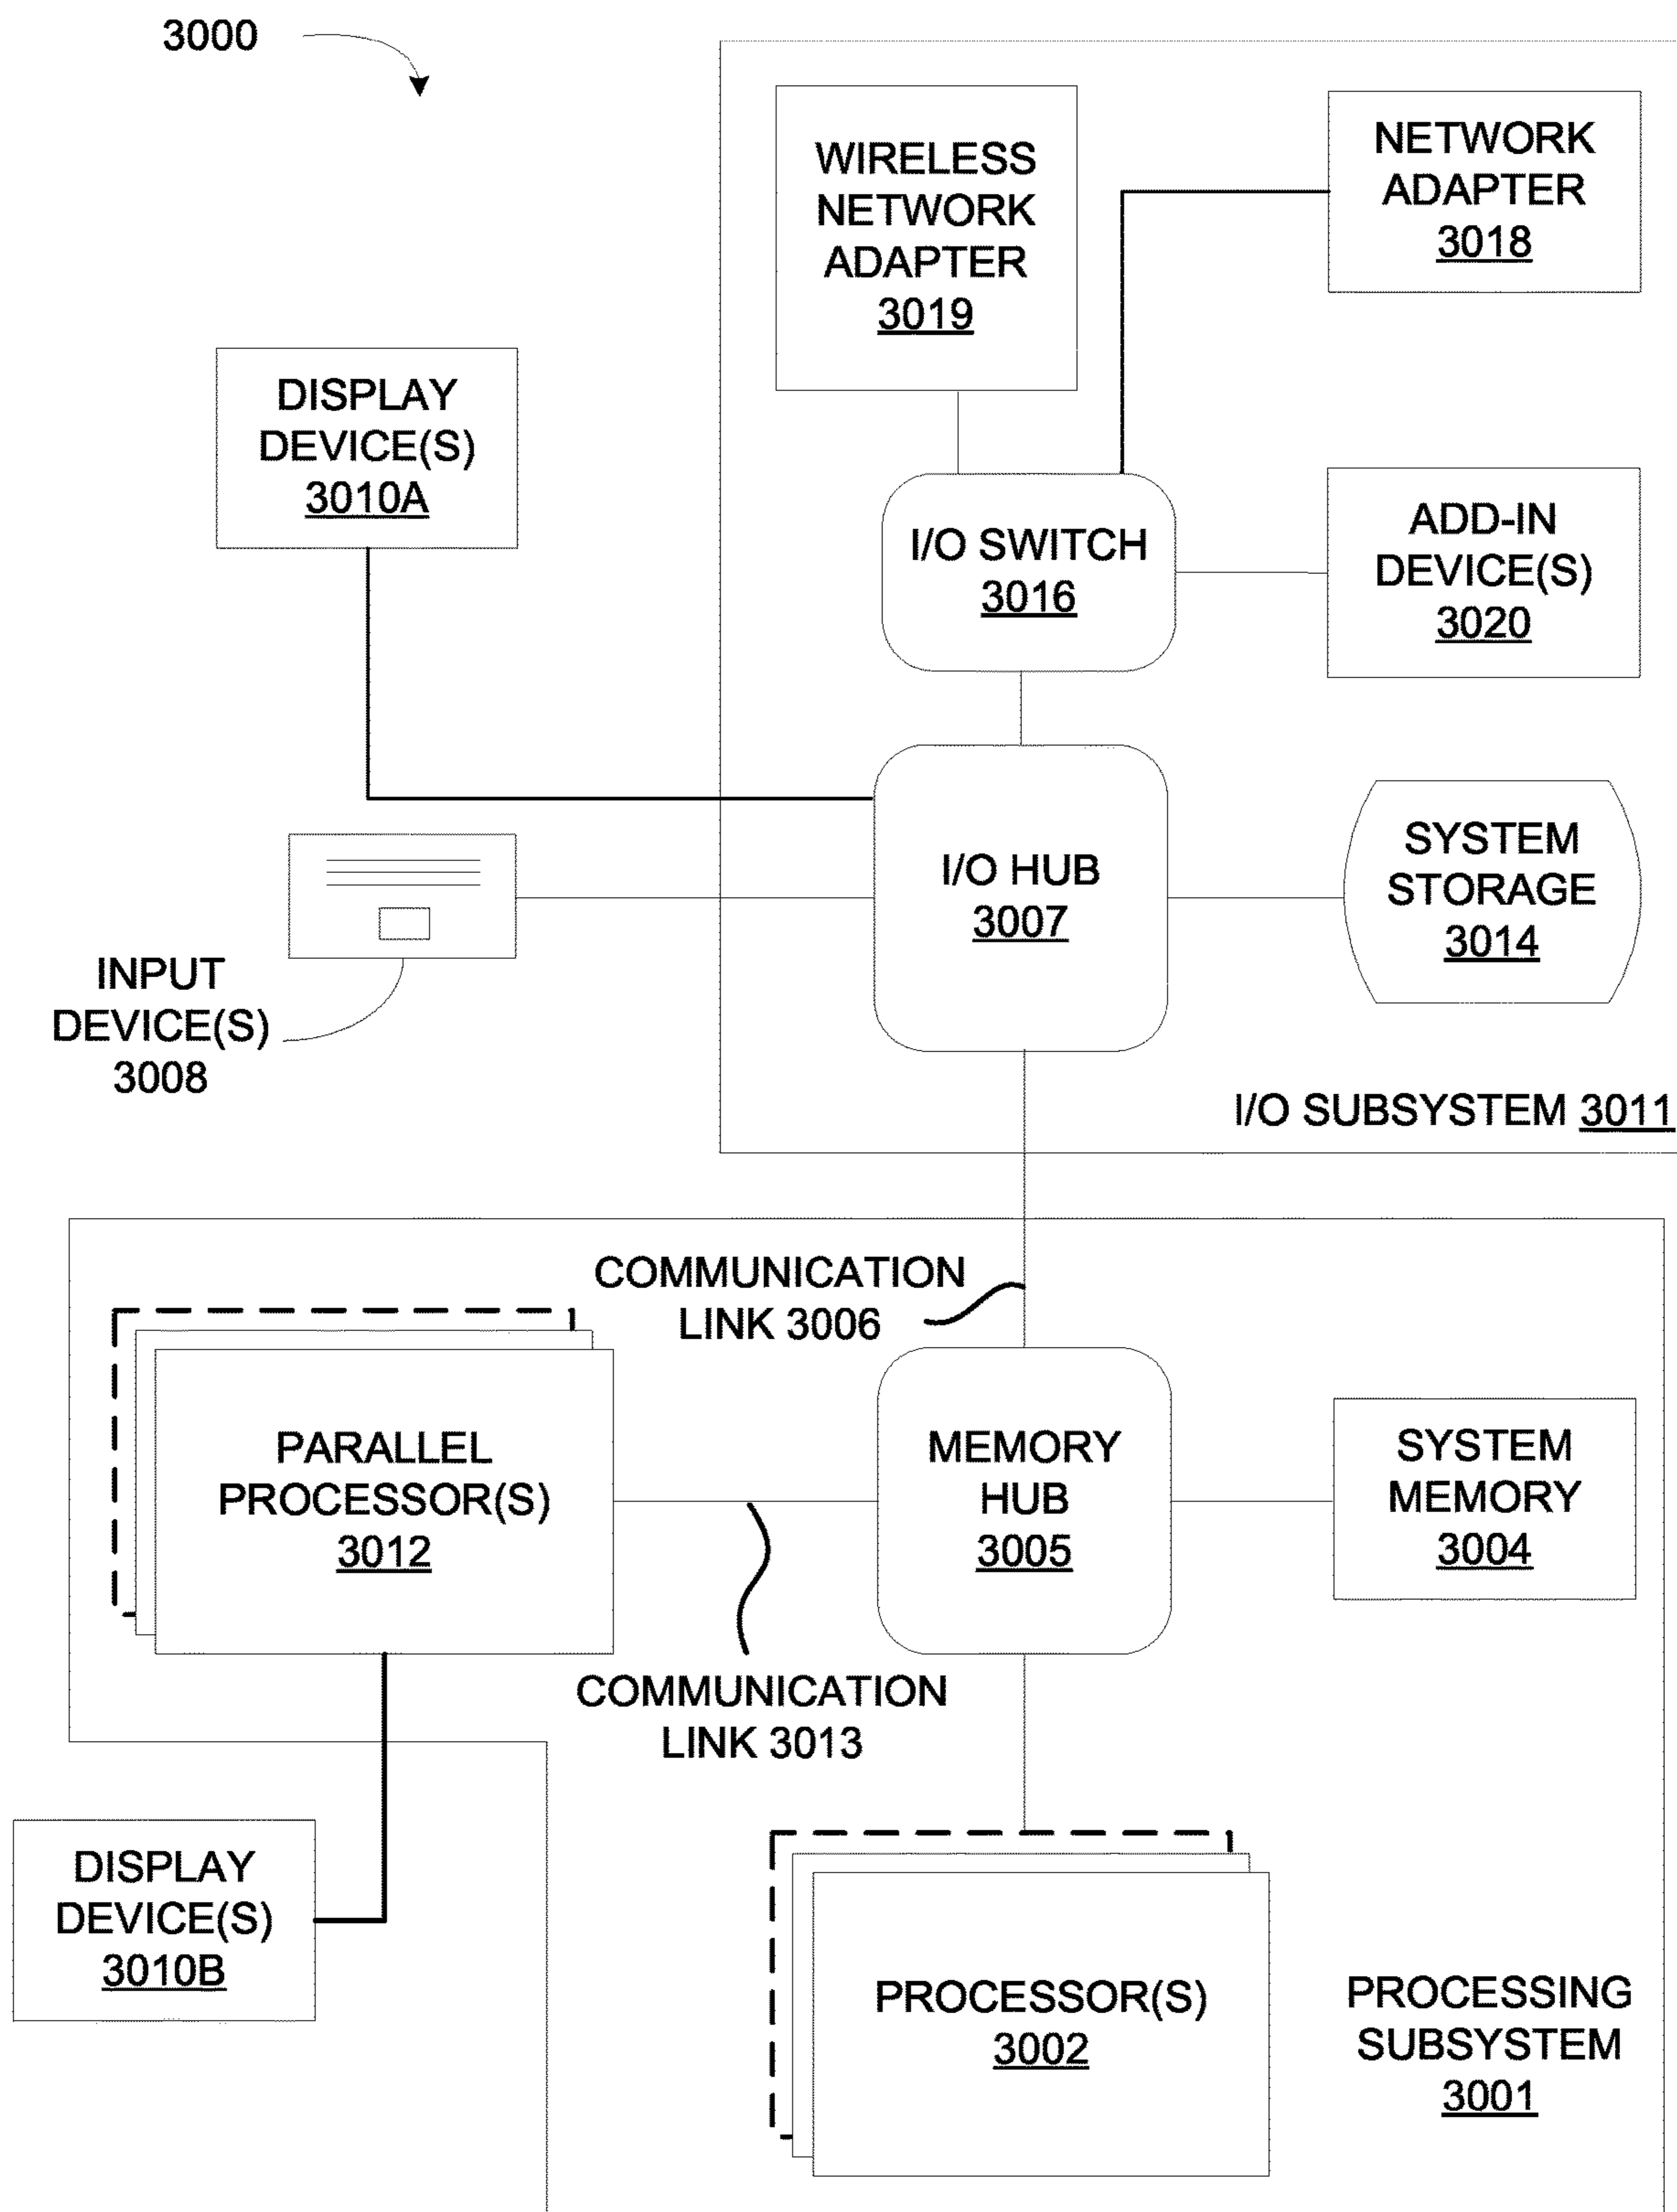 3000
WIRELESS
NETWORK
ADAPTER
3019
NETWORK
ADAPTER
3018
DISPLAY
DEVICE(S)
3010A
I/O SWITCH
3016
ADD-IN
DEVICE(S)
3020
I/O HUB
3007
SYSTEM
STORAGE
3014
INPUT
DEVICE(S)
3008
I/O SUBSYSTEM 3011
COMMUNICATION
LINK 3006
PARALLEL
PROCESSOR(S)
3012
MEMORY
HUB
3005
SYSTEM
MEMORY
3004
COMMUNICATION
LINK 3013
DISPLAY
DEVICE(S)
3010B
PROCESSOR(S)
3002
PROCESSING
SUBSYSTEM
3001